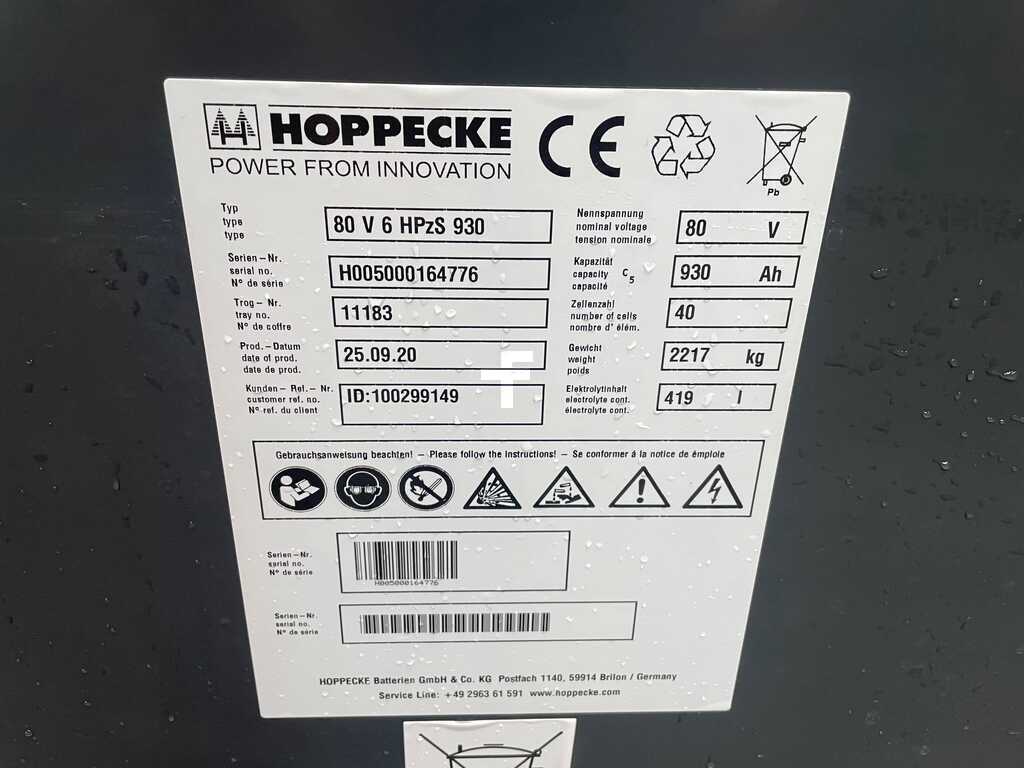 HOPPECKE
POWER FROM INNOVATION
CE
Pb
Typ
type
type
80 V 6 HPzS 930
Serien-Nr.
serial no.
N° de série
H005000164776
Trog-Nr.
tray no.
N° de coffre
11183
Prod.-Datum
date of prod.
date de prod.
25.09.20
Kunden-Ref.-Nr.
customer ref. no.
N° ref. du client
ID:100299149
Nennspannung
nominal voltage
tension nominale
80 V
Kapazität
capacity C5
capacité
930 Ah
Zellenzahl
number of cells
nombre d' élém.
40
Gewicht
weight
poids
2217 kg
Elektrolytinhalt
electrolyte cont.
électrolyte cont.
419 l
Gebrauchsanweisung beachten! – Please follow the instructions! – Se conformer á la notice de émploie
Serien-Nr.
serial no.
N° de série
H005000164776
Serien-Nr.
serial no.
N° de série
HOPPECKE Batterien GmbH & Co. KG Postfach 1140, 59914 Brilon / Germany
Service Line: +49 2963 61 591 www.hoppecke.com